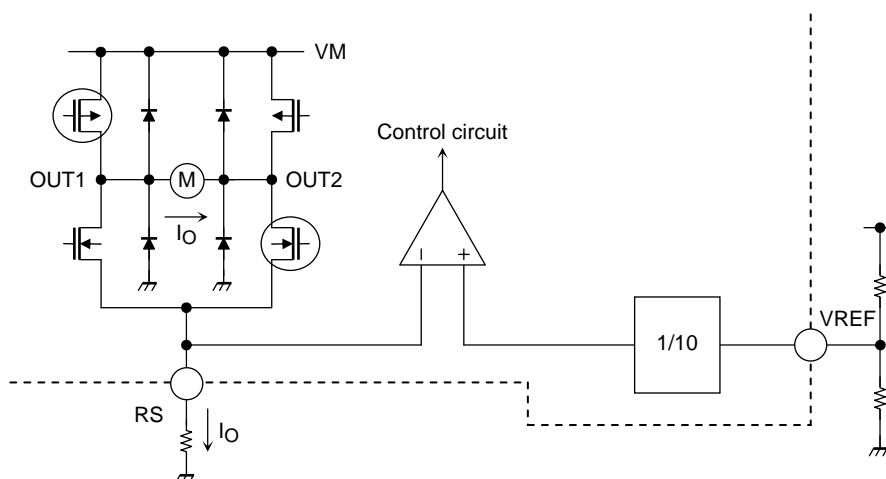 VM
Control circuit
OUT1
M
OUT2
IO
− +
VREF
1/10
RS
IO